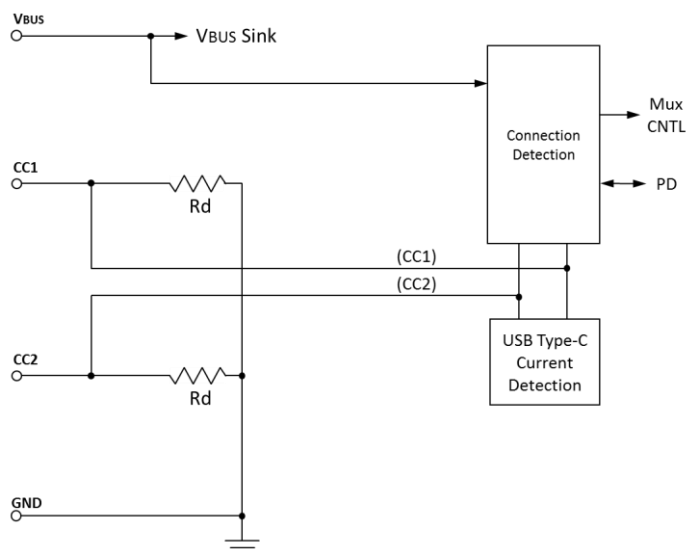 VBUS
VBUS Sink
Mux
CNTL
Connection
Detection
CC1
PD
Rd
(CC1)
(CC2)
USB Type-C
Current
Detection
CC2
Rd
GND